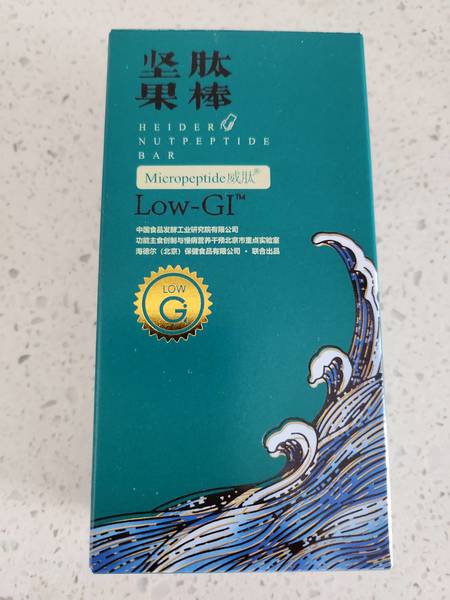 坚果
肽棒
HEIDER
NUTPEPTIDE
BAR
Micropeptide威肽®
Low-GI™
中国食品发酵工业研究院有限公司
功能主食创制与慢病营养干预北京市重点实验室
海德尔（北京）保健食品有限公司·联合出品
LOW
Gi